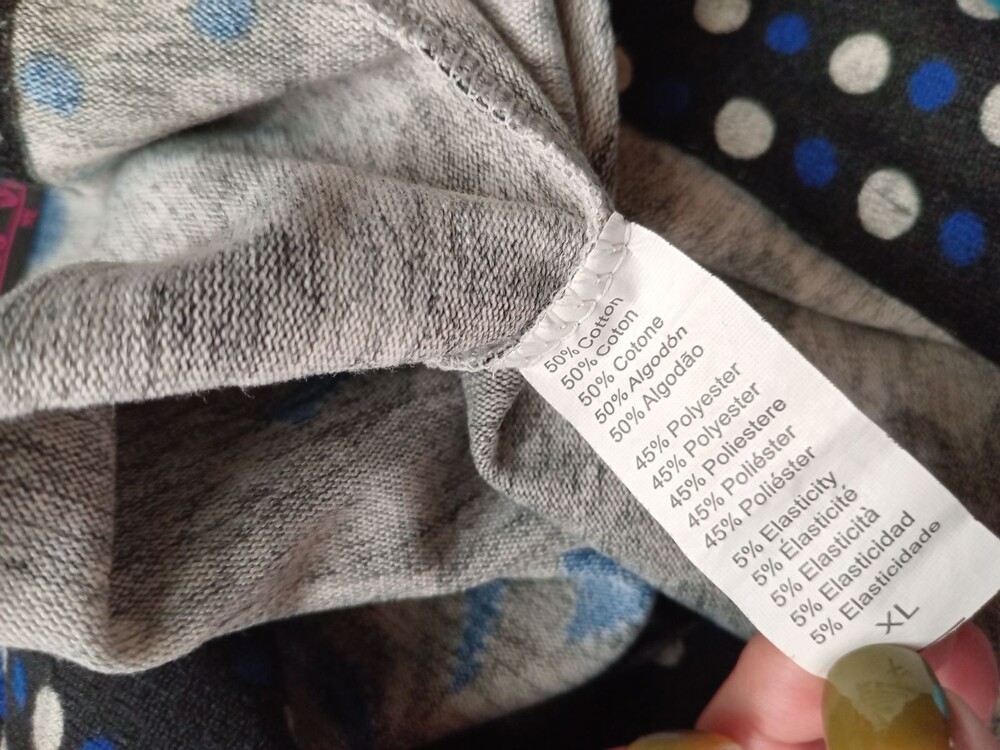 50% Cotton
50% Coton
50% Cotone
50% Algodón
50% Algodão
45% Polyester
45% Polyester
45% Poliestere
45% Poliéster
45% Poliéster
5% Elasticity
5% Élasticité
5% Elasticità
5% Elasticidad
5% Elasticidade
XL